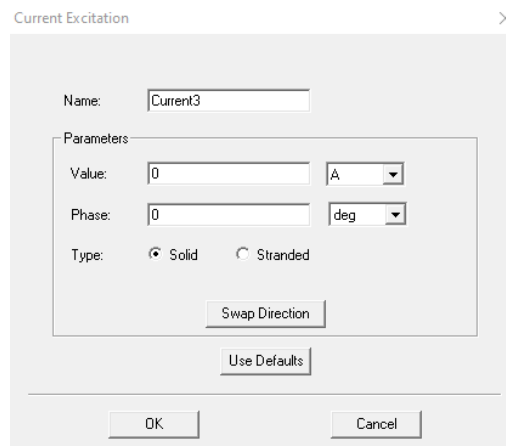 Current Excitation
Name: Current3
Parameters
Value: 0 A
Phase: 0 deg
Type: Solid Stranded
Swap Direction
Use Defaults
OK Cancel